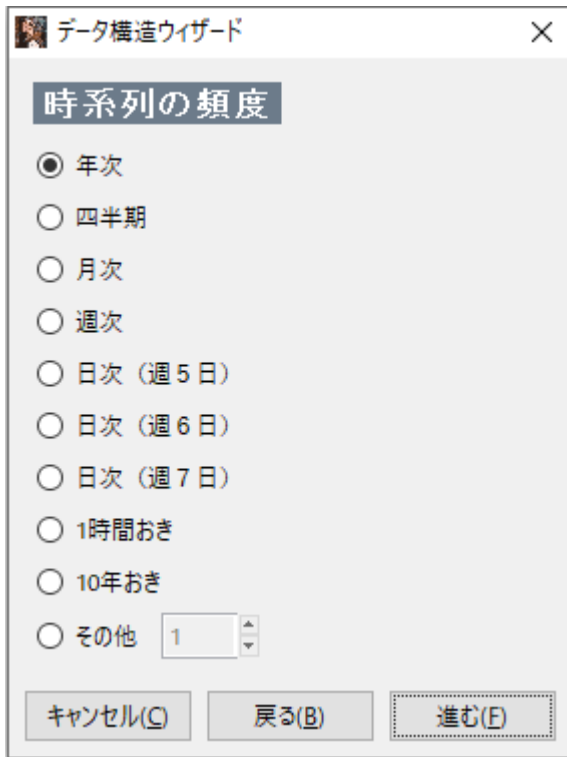 データ構造ウィザード
時系列の頻度
年次
四半期
月次
週次
日次（週５日）
日次（週６日）
日次（週７日）
1時間おき
10年おき
その他 1
キャンセル(C) 戻る(B) 進む(F)